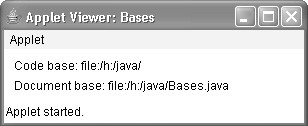 Applet Viewer: Bases
Applet
Code base: file:/h:/java/
Document base: file:/h:/java/Bases.java
Applet started.